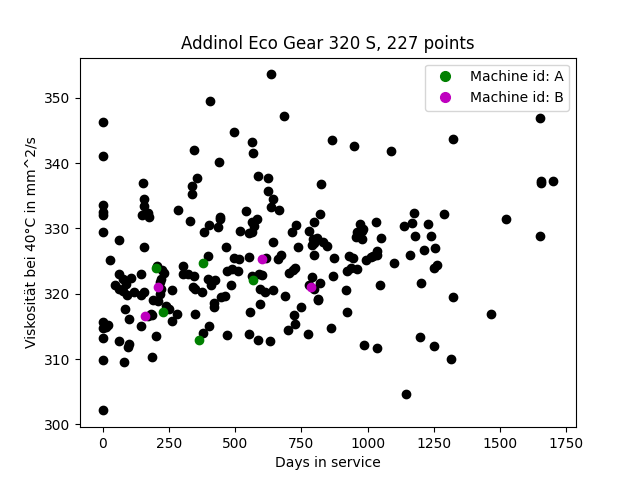 Addinol Eco Gear 320 S, 227 points
Machine id: A
Machine id: B
Viskosität bei 40°C in mm^2/s
350
340
330
320
310
300
0 250 500 750 1000 1250 1500 1750
Days in service